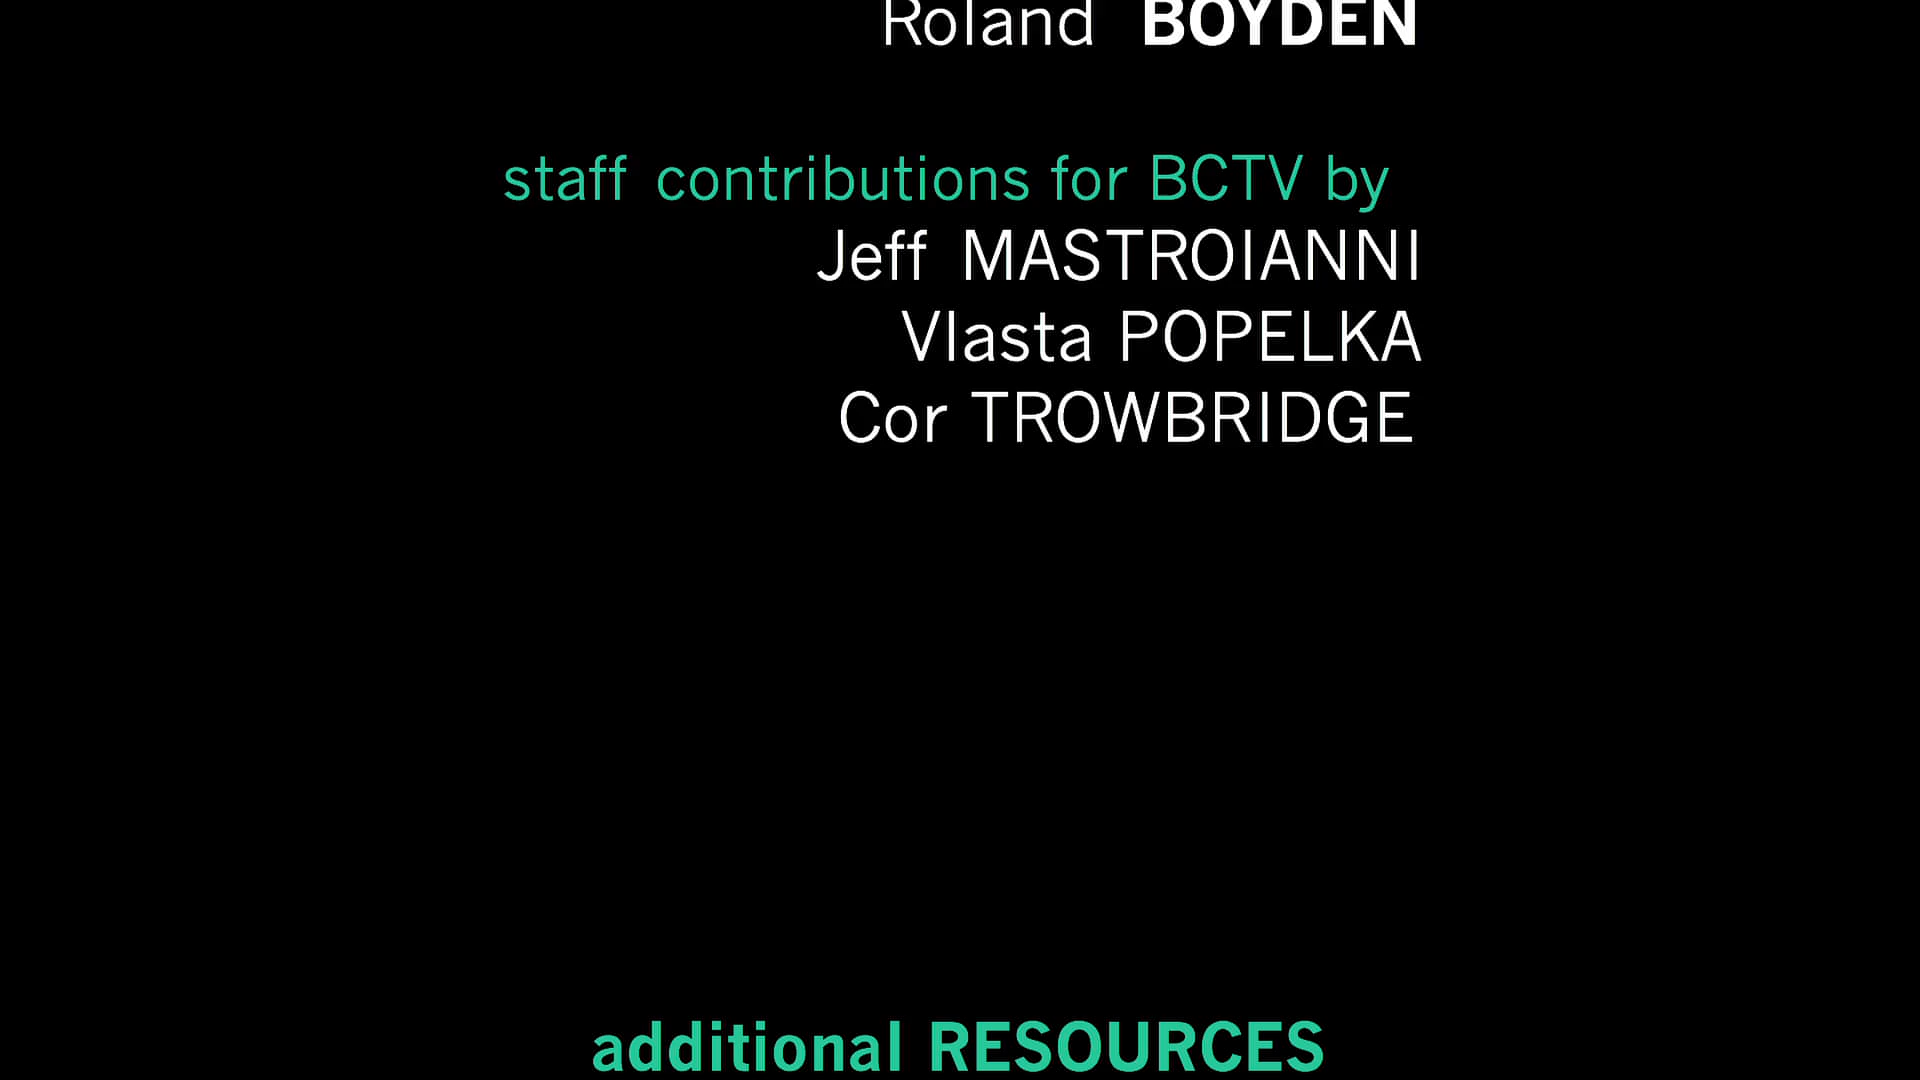 Roland BOYDEN
staff contributions for BCTV by
Jeff MASTROIANNI
Vlasta POPELKA
Cor TROWBRIDGE
additional RESOURCES